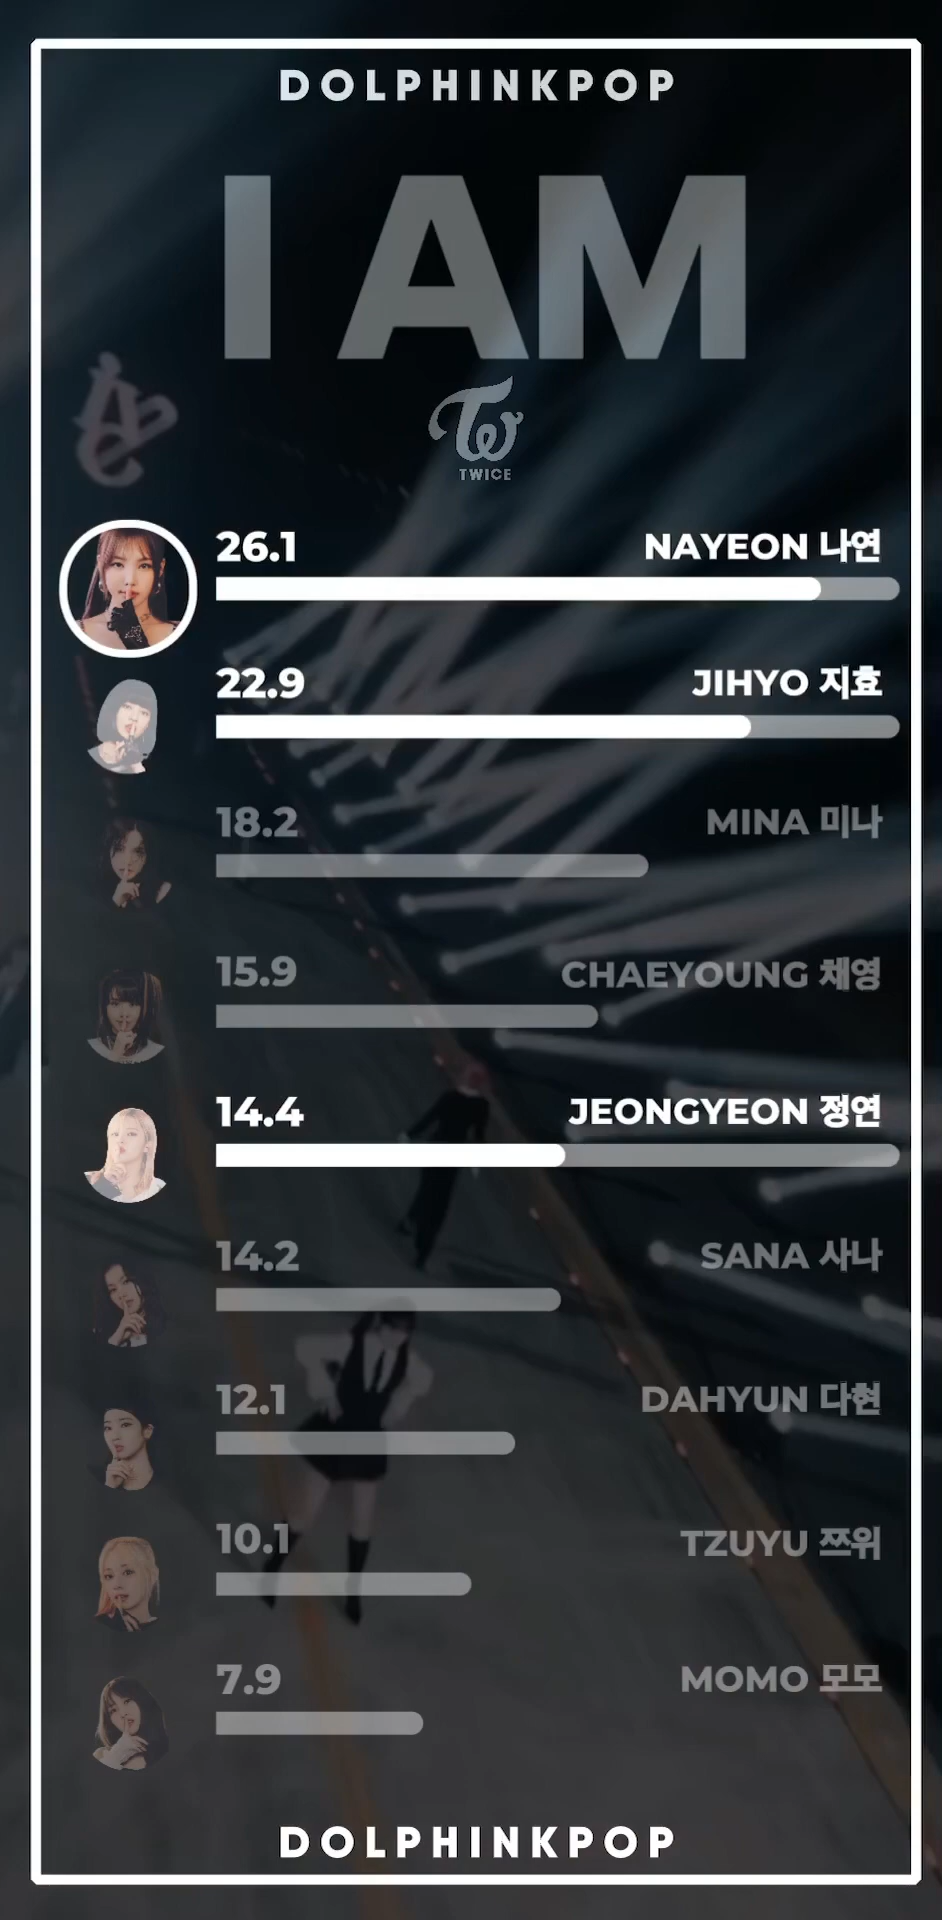 DOLPHINKPOP
I AM
TWICE
26.1 NAYEON 나연
22.9 JIHYO 지효
18.2 MINA 미나
15.9 CHAEYOUNG 채영
14.4 JEONGYEON 정연
14.2 SANA 사나
12.1 DAHYUN 다현
10.1 TZUYU 쯔위
7.9 MOMO 모모
DOLPHINKPOP